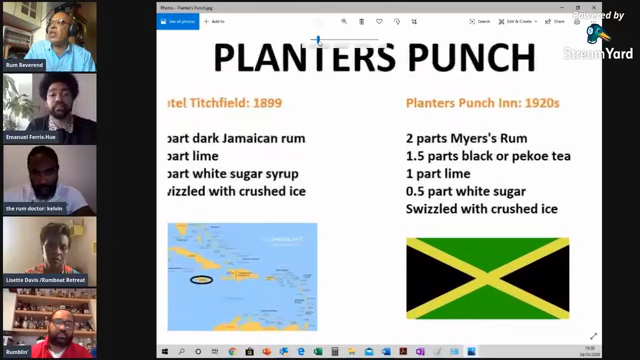 Photos - Planter's Punch.jpg
See all photos
Add to
Search
Edit & Create
Share
Powered by
StreamYard
PLANTERS PUNCH
otel Titchfield: 1899
part dark Jamaican rum
part lime
part white sugar syrup
wizzled with crushed ice
Planters Punch Inn: 1920s
2 parts Myers's Rum
1.5 parts black or pekoe tea
1 part lime
0.5 part white sugar
Swizzled with crushed ice
Rum Reverend
Emanuel Ferris-Hue
the rum doctor: kelvin
Lisette Davis /Rumboat Retreat
Rumblin'